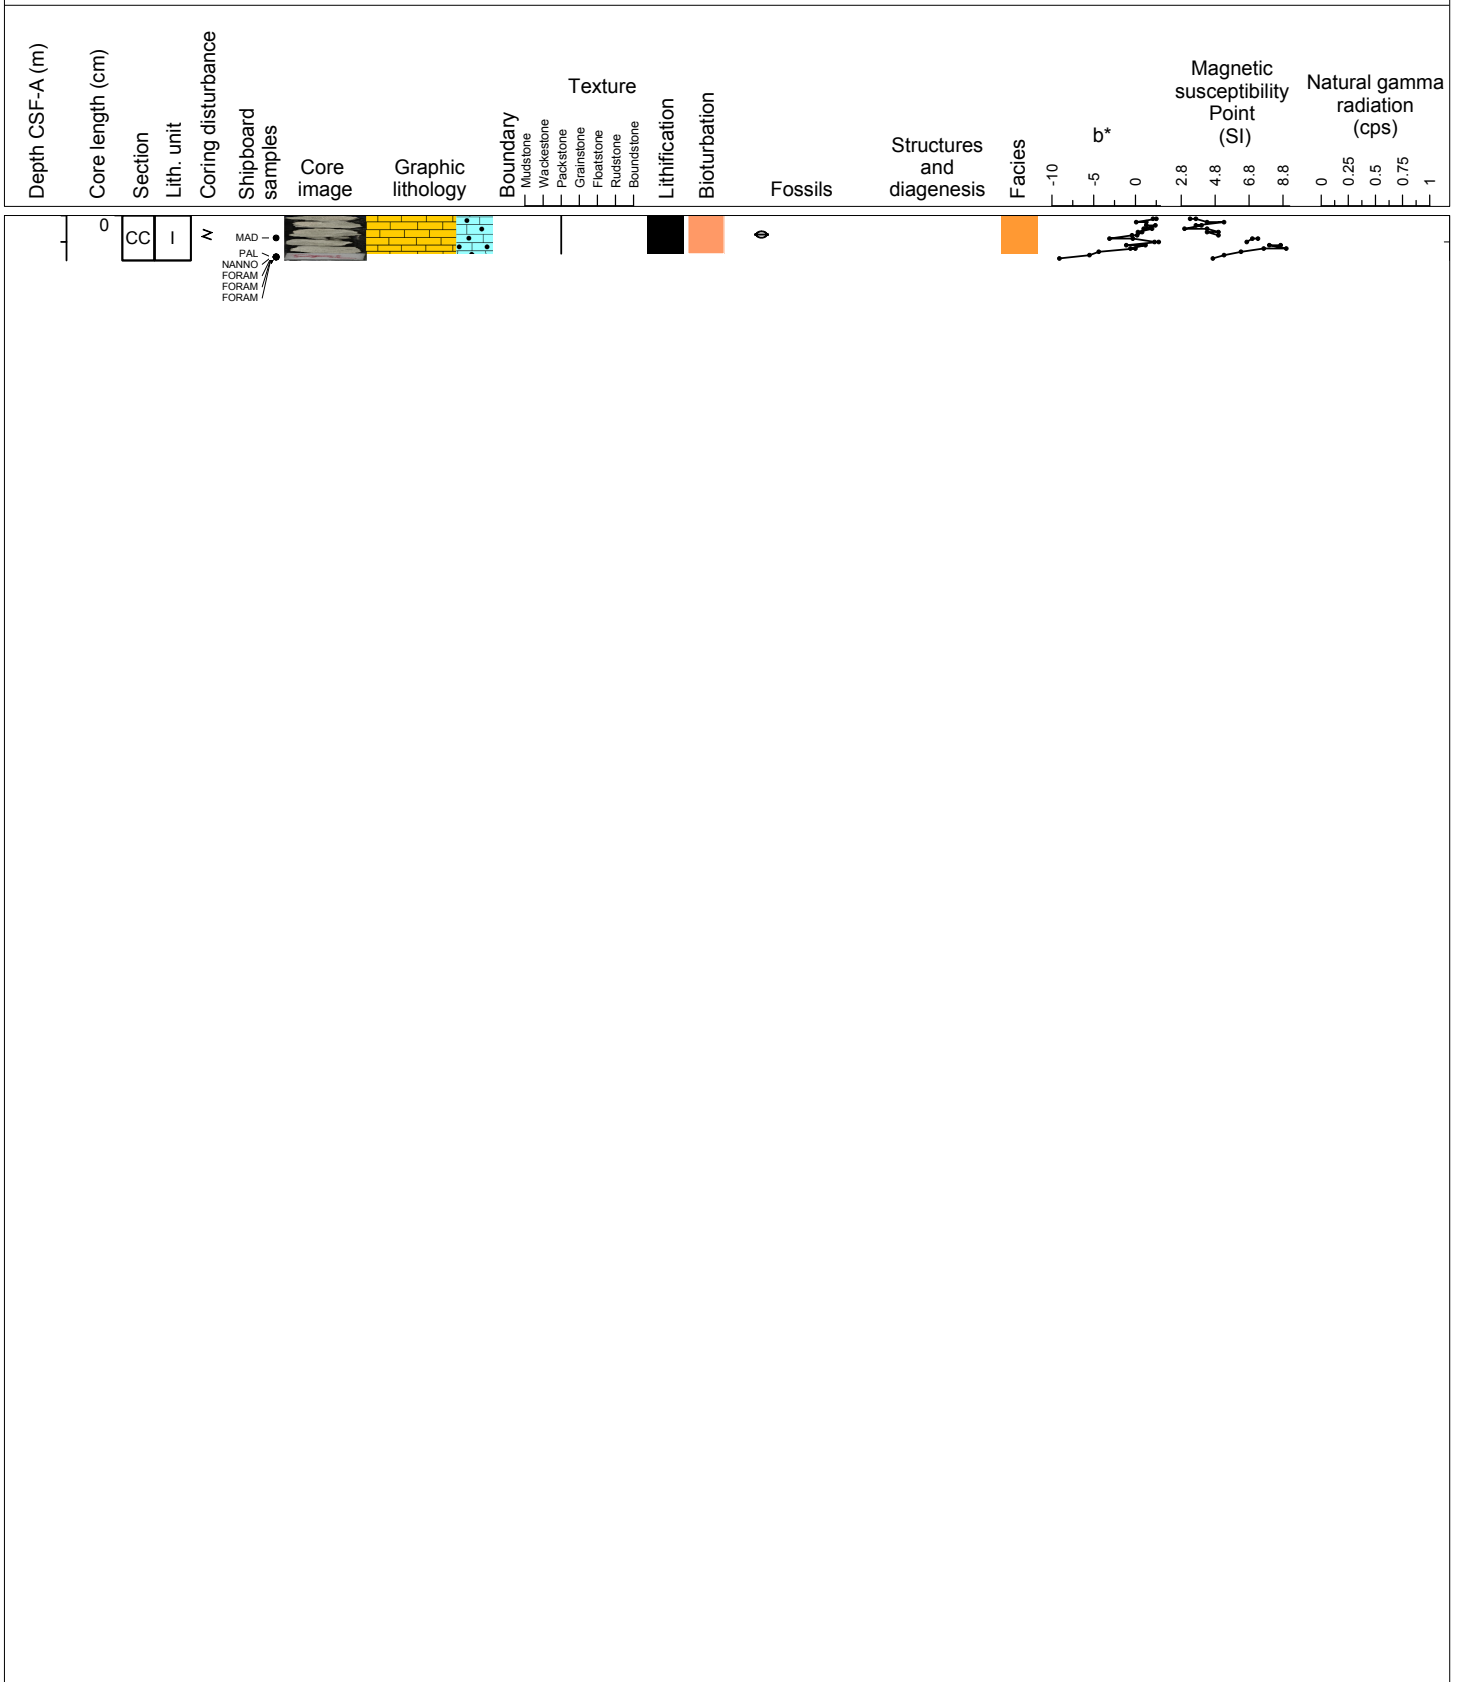 Depth CSF-A (m)
Core length (cm)
Section
Lith. unit
Coring disturbance
Shipboard
samples
Core
image
Graphic
lithology
Boundary
Texture
Mudstone
Wackestone
Packstone
Grainstone
Floatstone
Rudstone
Boundstone
Lithification
Bioturbation
Fossils
Structures
and
diagenesis
Facies
b*
-10
-5
0
Magnetic
susceptibility
Point
(SI)
2.8
4.8
6.8
8.8
Natural gamma
radiation
(cps)
0
0.25
0.5
0.75
1
0
CC
I
MAD
PAL
NANNO
FORAM
FORAM
FORAM